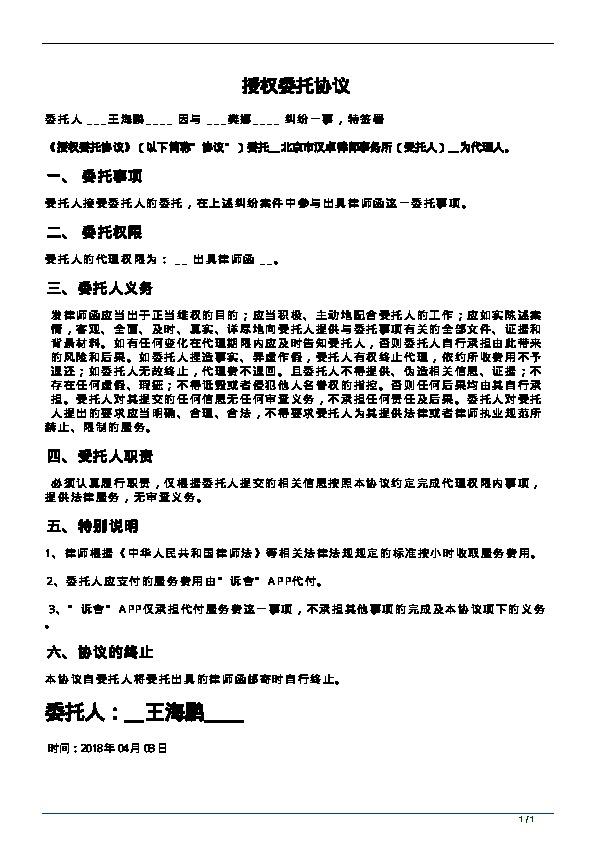 授权委托协议
委托人 ___王海鹏____ 因与 ___樊娜____ 纠纷一事，特签署
《授权委托协议》（以下简称"协议"）委托__北京市汉卓律师事务所（受托人）__为代理人。
一、 委托事项
受托人接受委托人的委托，在上述纠纷案件中参与出具律师函这一委托事项。
二、 委托权限
受托人的代理权限为： __ 出具律师函 __。
三、委托人义务
发律师函应当出于正当维权的目的；应当积极、主动地配合受托人的工作；应如实陈述案
情，客观、全面、及时、真实、详尽地向受托人提供与委托事项有关的全部文件、证据和
背景材料。如有任何变化在代理期限内应及时告知受托人，否则委托人自行承担由此带来
的风险和后果。如委托人捏造事实、弄虚作假，受托人有权终止代理，依约所收费用不予
退还；如委托人无故终止，代理费不退回。且委托人不得提供、伪造相关信息、证据；不
存在任何虚假、瑕疵；不得诋毁或者侵犯他人名誉权的指控。否则任何后果均由其自行承
担。受托人对其提交的任何信息无任何审查义务，不承担任何责任及后果。委托人对受托
人提出的要求应当明确、合理、合法，不得要求受托人为其提供法律或者律师执业规范所
禁止、限制的服务。
四、受托人职责
必须认真履行职责，仅根据委托人提交的相关信息按照本协议约定完成代理权限内事项，
提供法律服务，无审查义务。
五、特别说明
1、律师根据《中华人民共和国律师法》等相关法律法规规定的标准按小时收取服务费用。
2、委托人应支付的服务费用由"诉舍"APP代付。
3、"诉舍"APP仅承担代付服务费这一事项，不承担其他事项的完成及本协议项下的义务
。
六、协议的终止
本协议自受托人将委托出具的律师函邮寄时自行终止。
委托人：__王海鹏____
时间：2018年04月03日
1 / 1